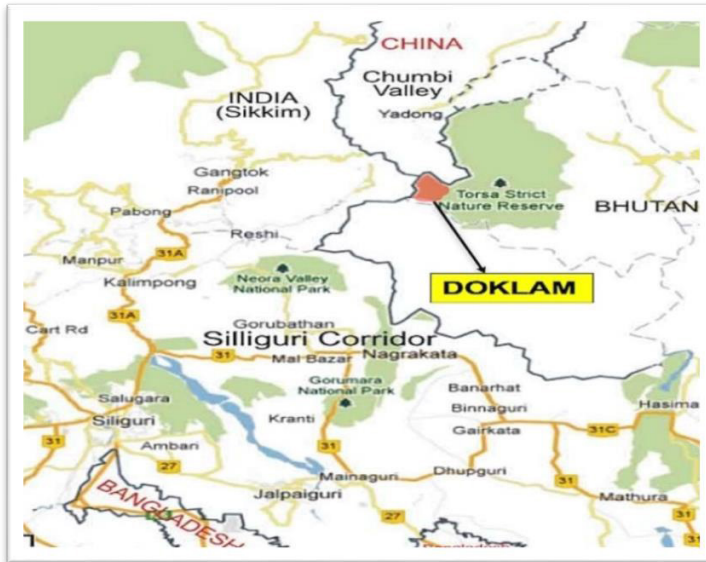 CHINA
Chumbi
Valley
INDIA
(Sikkim)
Yadong
Gangtok
Ranipool
Torsa Strict
Nature Reserve
BHUTAN
Pabong
Reshi
31A
Manpur
Neora Valley
National Park
DOKLAM
Kalimpong
31A
Gorubathan
Cart Rd
Silliguri Corridor
31
Mal Bazar
Nagrakata
Salugara
Gorumara
National Park
Banarhat
Hasima
Siliguri
Kranti
Binnaguri
31
Ambari
31
Gairkata
31C
27
Mainaguri
Dhupguri
31
Mathura
BANGLADESH
Jalpaiguri
27